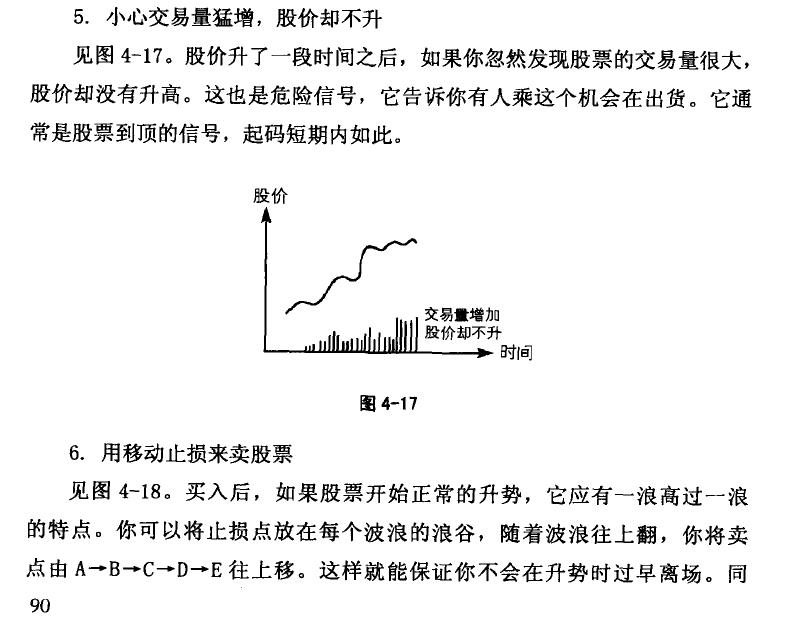 5. 小心交易量猛增，股价却不升
见图 4-17。股价升了一段时间之后，如果你忽然发现股票的交易量很大，
股价却没有升高。这也是危险信号，它告诉你有人乘这个机会在出货。它通
常是股票到顶的信号，起码短期内如此。
股价
交易量增加
股价却不升
时间
图 4-17
6. 用移动止损来卖股票
见图 4-18。买入后，如果股票开始正常的升势，它应有一浪高过一浪
的特点。你可以将止损点放在每个波浪的浪谷，随着波浪往上翻，你将卖
点由 A→B→C→D→E 往上移。这样就能保证你不会在升势时过早离场。同
90